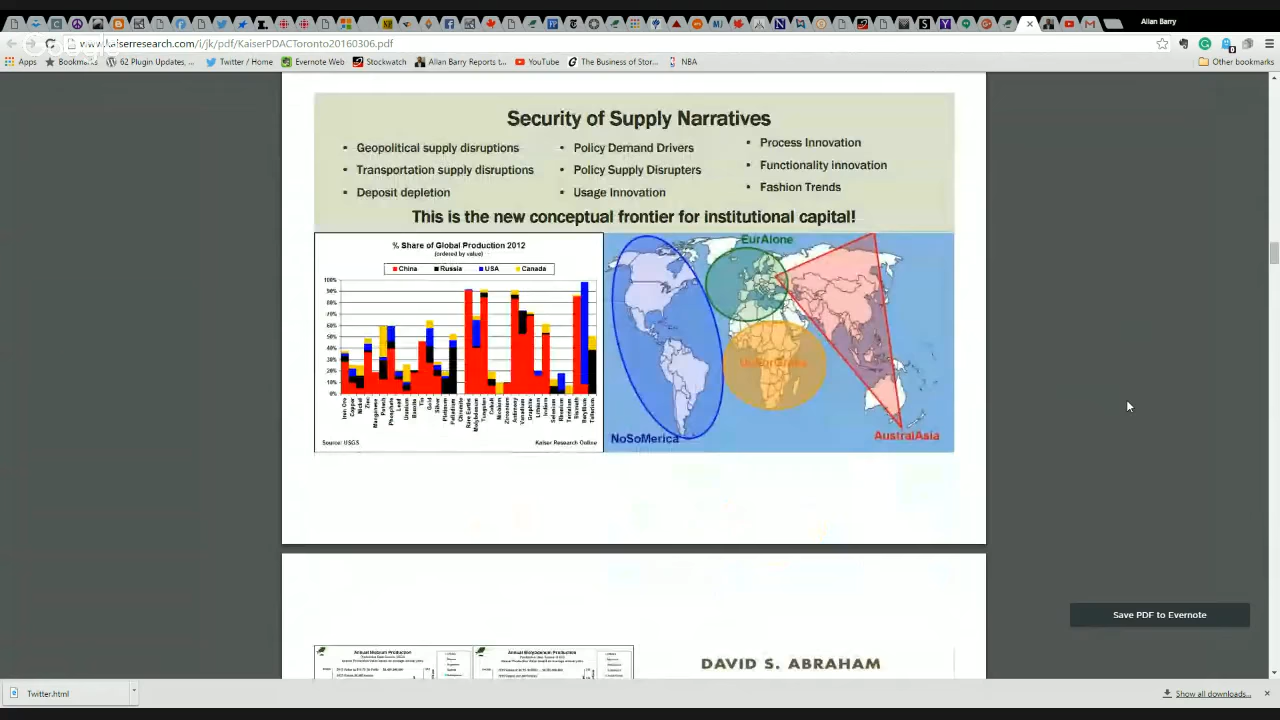 Allan Barry
www.kaiserresearch.com/i/jk/pdf/KaiserPDACToronto20160306.pdf
Apps
Bookmarks
62 Plugin Updates, ...
Twitter / Home
Evernote Web
Stockwatch
Allan Barry Reports t...
YouTube
The Business of Stor...
NBA
Other bookmarks
Security of Supply Narratives
Geopolitical supply disruptions
Transportation supply disruptions
Deposit depletion
Policy Demand Drivers
Policy Supply Disrupters
Usage Innovation
Process Innovation
Functionality innovation
Fashion Trends
This is the new conceptual frontier for institutional capital!
% Share of Global Production 2012
(ordered by value)
China Russia USA Canada
100%
90%
80%
70%
60%
50%
40%
30%
20%
10%
0%
Iron Ore
Copper
Nickel
Zinc
Manganese
Potash
Phosphate
Lead
Uranium
Bauxite
Tin
Gold
Silver
Platinum
Palladium
Chromite
Rare Earths
Molybdenum
Tungsten
Cobalt
Niobium
Zirconium
Antimony
Vanadium
Graphite
Lithium
Indium
Selenium
Rhenium
Tantalum
Bismuth
Beryllium
Tellurium
Source: USGS
Kaiser Research Online
EurAlone
NoSoMerica
AustralAsia
Save PDF to Evernote
Annual Niobium Production
Annual Molybdenum Production
DAVID S. ABRAHAM
Twitter.html
Show all downloads...